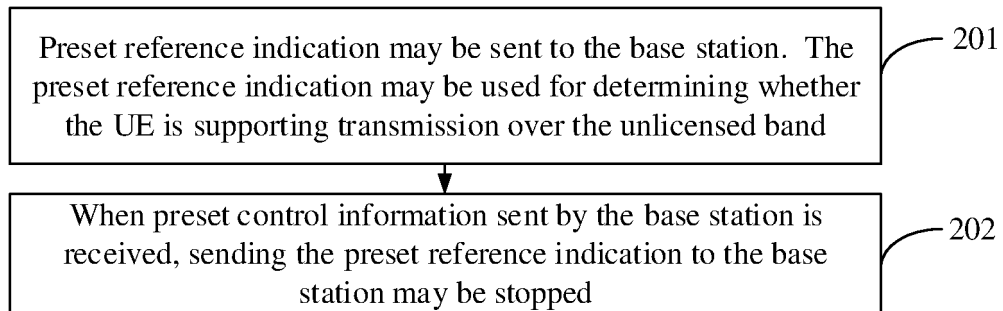 Preset reference indication may be sent to the base station. The
preset reference indication may be used for determining whether
the UE is supporting transmission over the unlicensed band
201
When preset control information sent by the base station is
received, sending the preset reference indication to the base
station may be stopped
202